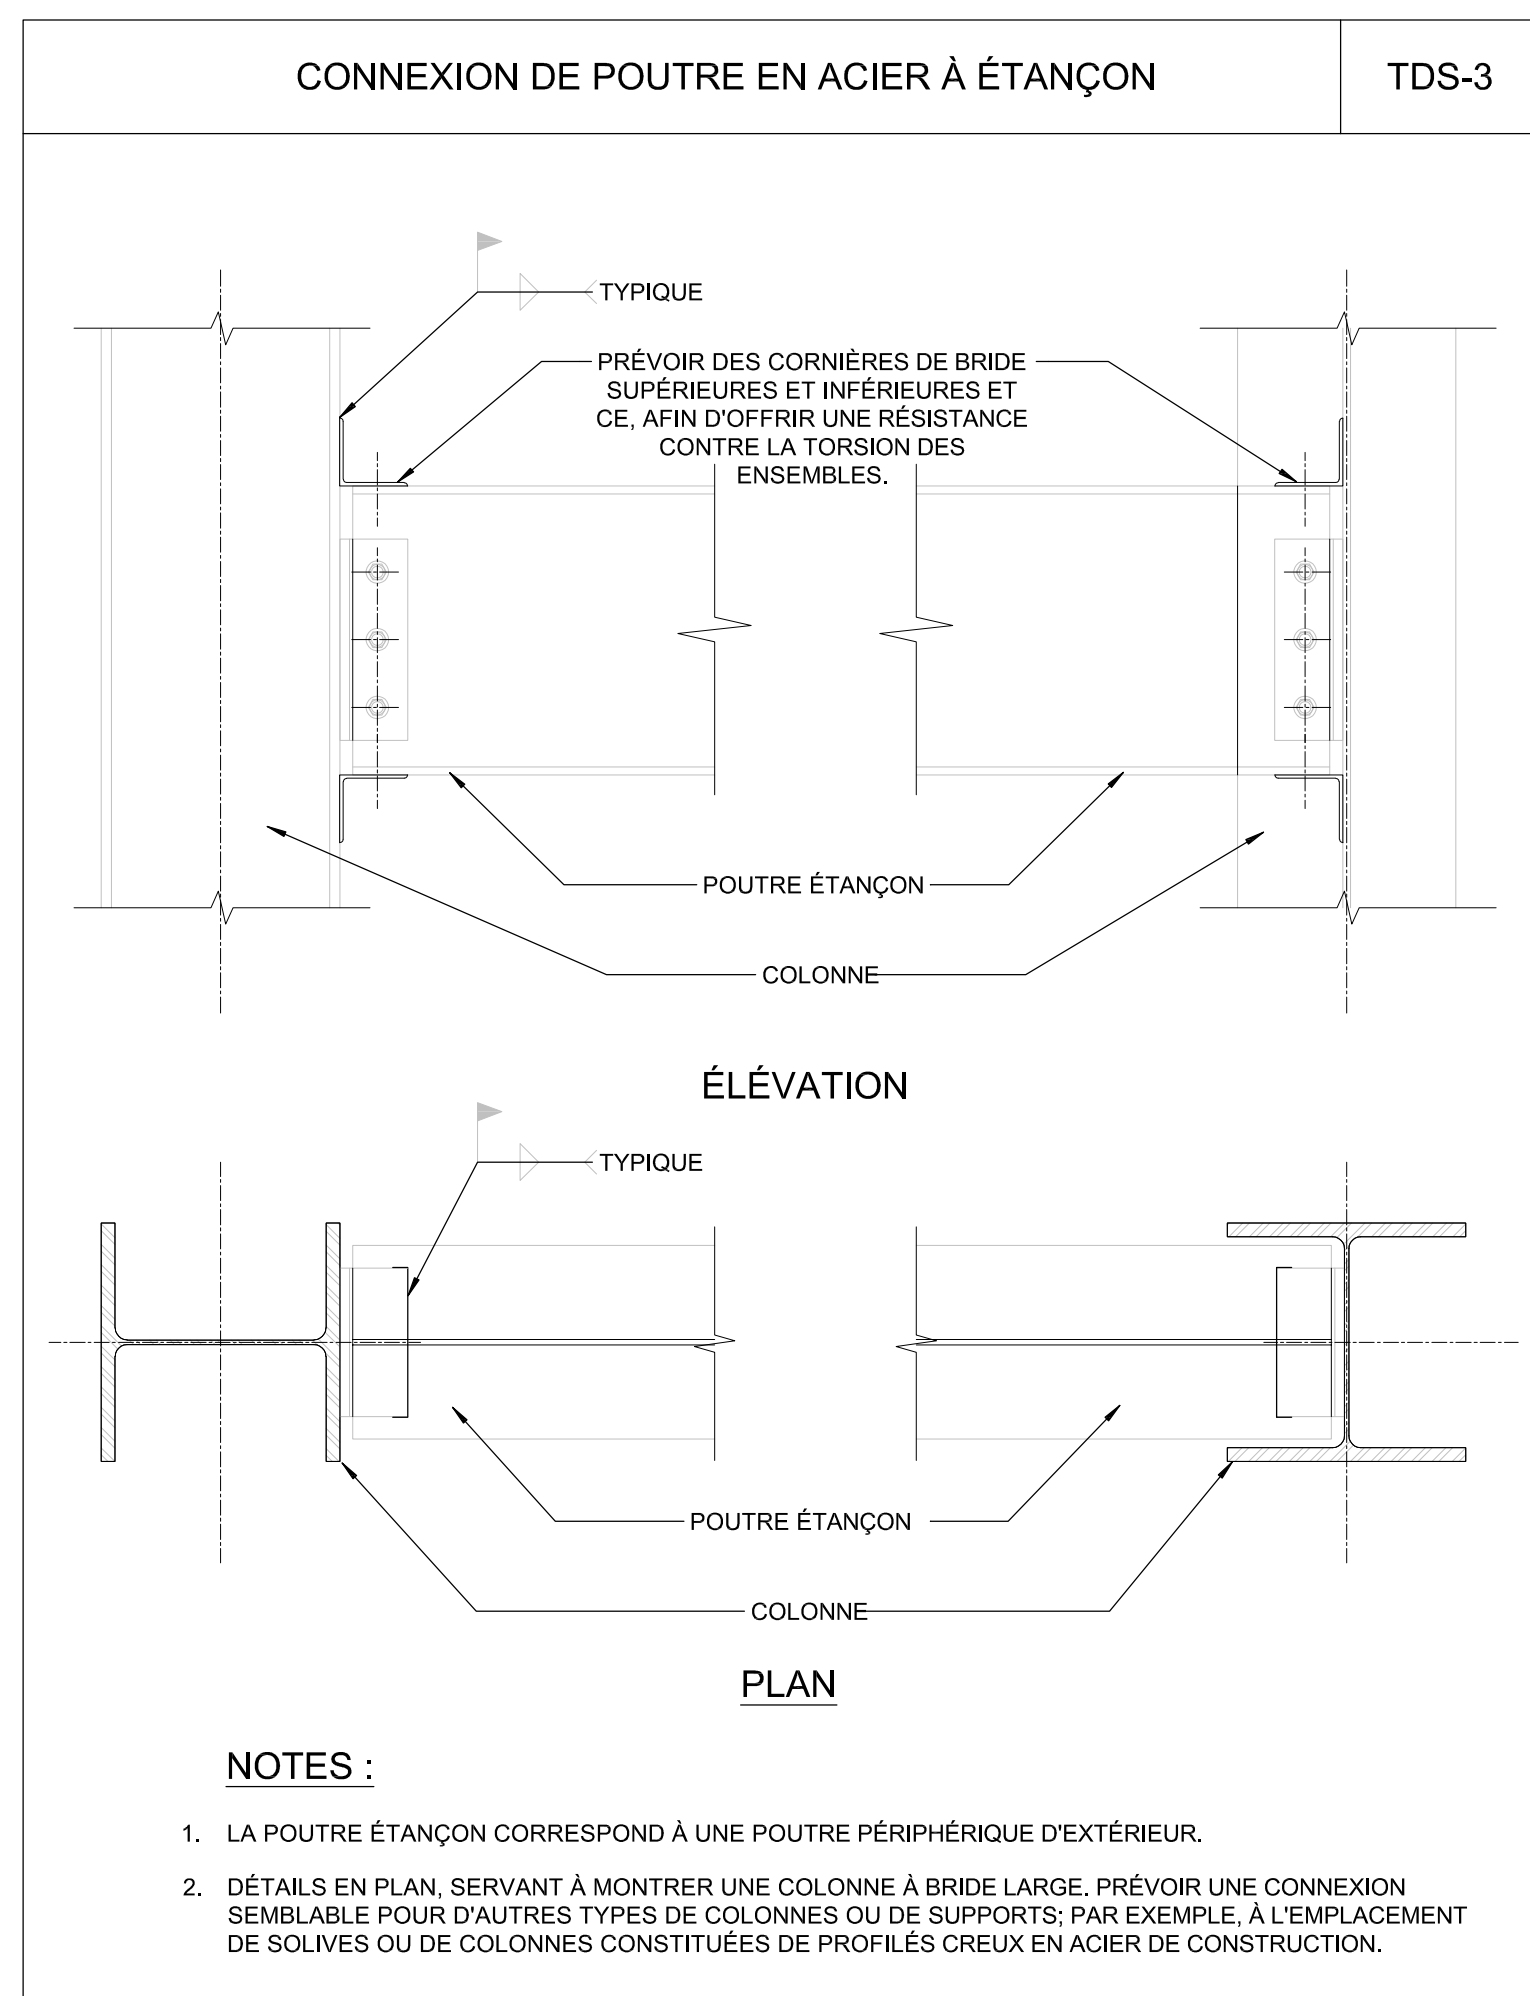 CONNEXION DE POUTRE EN ACIER À ÉTANÇON
TDS-3
TYPIQUE
PRÉVOIR DES CORNIÈRES DE BRIDE
SUPÉRIEURES ET INFÉRIEURES ET
CE, AFIN D'OFFRIR UNE RÉSISTANCE
CONTRE LA TORSION DES
ENSEMBLES.
POUTRE ÉTANÇON
COLONNE
ÉLÉVATION
TYPIQUE
POUTRE ÉTANÇON
COLONNE
PLAN
NOTES :
1. LA POUTRE ÉTANÇON CORRESPOND À UNE POUTRE PÉRIPHÉRIQUE D'EXTÉRIEUR.
2. DÉTAILS EN PLAN, SERVANT À MONTRER UNE COLONNE À BRIDE LARGE. PRÉVOIR UNE CONNEXION
SEMBLABLE POUR D'AUTRES TYPES DE COLONNES OU DE SUPPORTS; PAR EXEMPLE, À L'EMPLACEMENT
DE SOLIVES OU DE COLONNES CONSTITUÉES DE PROFILÉS CREUX EN ACIER DE CONSTRUCTION.